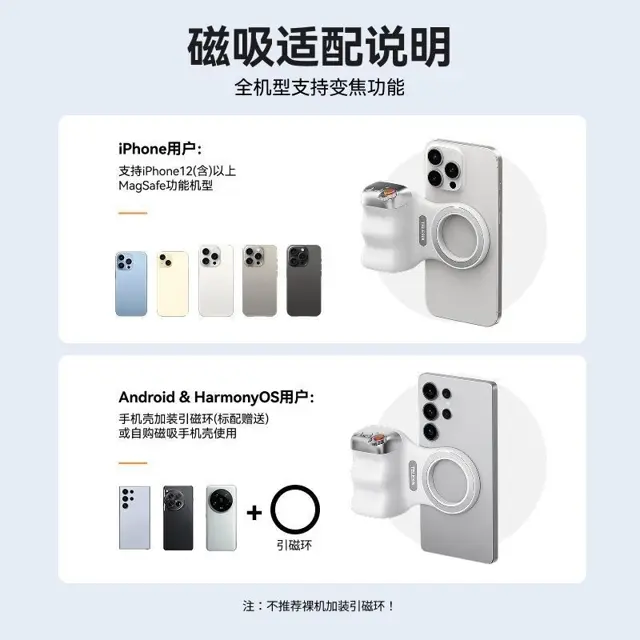 磁吸适配说明
全机型支持变焦功能
iPhone用户：
支持iPhone12(含)以上
MagSafe功能机型
Android & HarmonyOS用户：
手机壳加装引磁环(标配赠送)
或自购磁吸手机壳使用
+
引磁环
注：不推荐裸机加装引磁环！